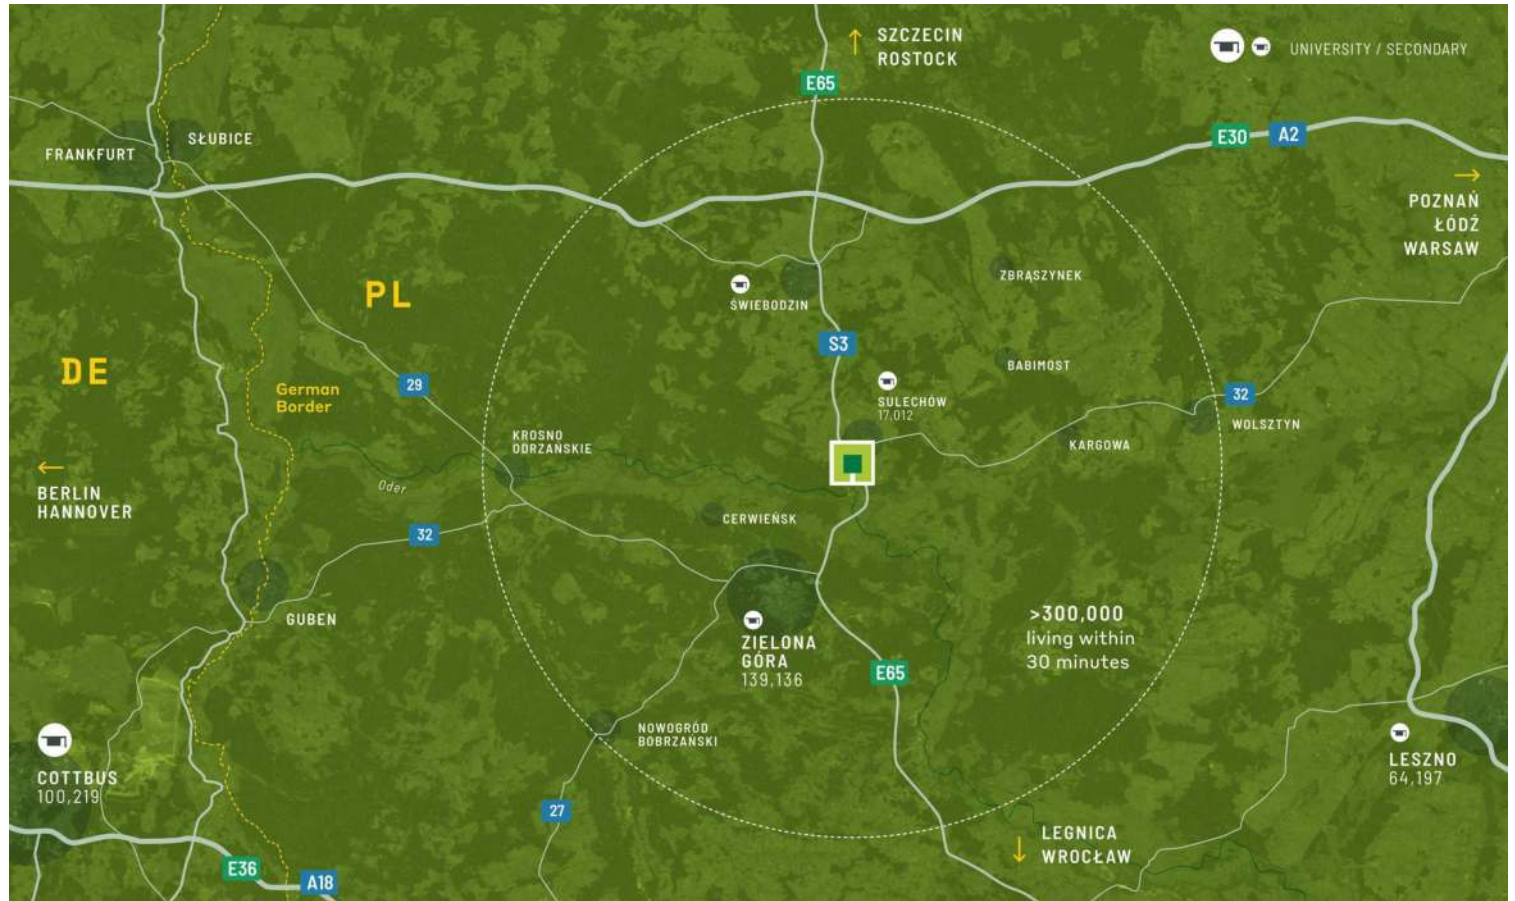 SZCZECIN
ROSTOCK
UNIVERSITY / SECONDARY
E65
E30
A2
SŁUBICE
FRANKFURT
POZNAŃ
ŁÓDŹ
WARSAW
ZBRĄSZYNEK
PL
ŚWIEBODZIN
S3
DE
BABIMOST
29
German
Border
32
SULECHÓW
17,012
WOLSZTYN
KROSNO
ODRZAŃSKIE
KARGOWA
BERLIN
HANNOVER
Oder
CERWIEŃSK
32
GUBEN
>300,000
living within
30 minutes
ZIELONA
GÓRA
139,136
E65
NOWOGRÓD
BOBRZAŃSKI
COTTBUS
100,219
LESZNO
64,197
27
LEGNICA
WROCŁAW
E36
A18